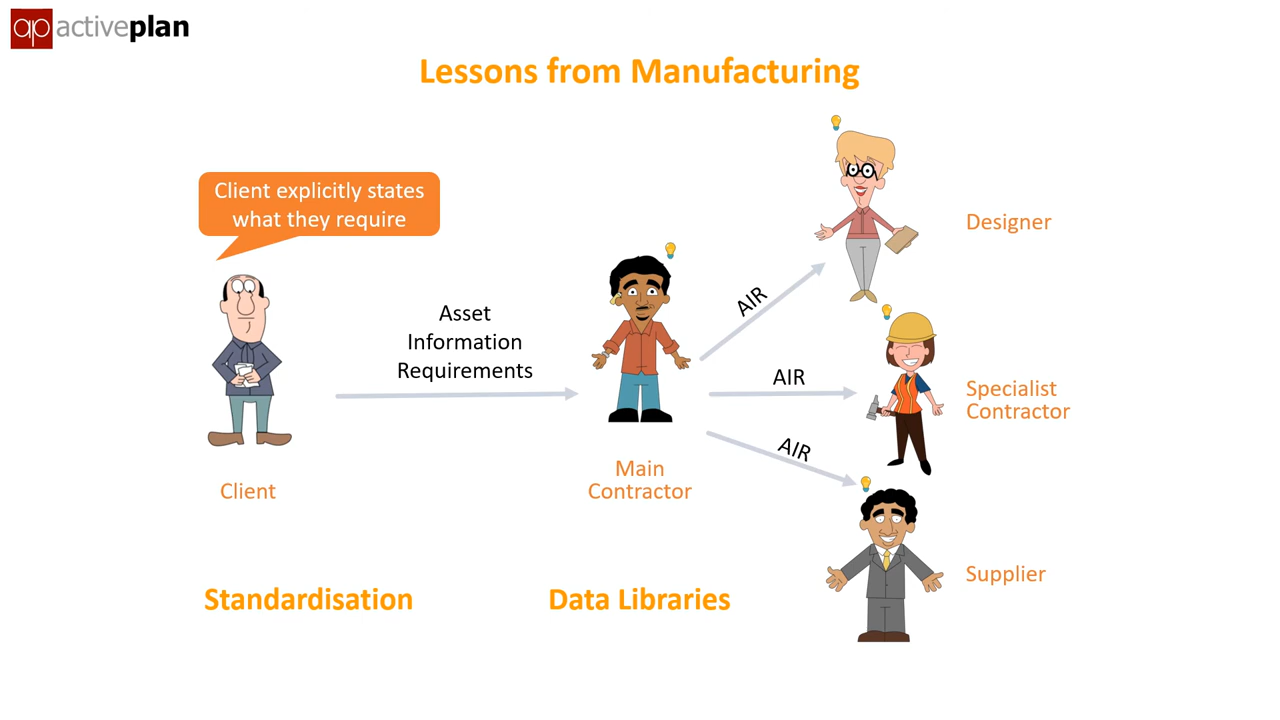 ap activeplan
Lessons from Manufacturing
Client explicitly states
what they require
Asset
Information
Requirements
AIR
AIR
AIR
Designer
Specialist
Contractor
Supplier
Client
Main
Contractor
Standardisation
Data Libraries